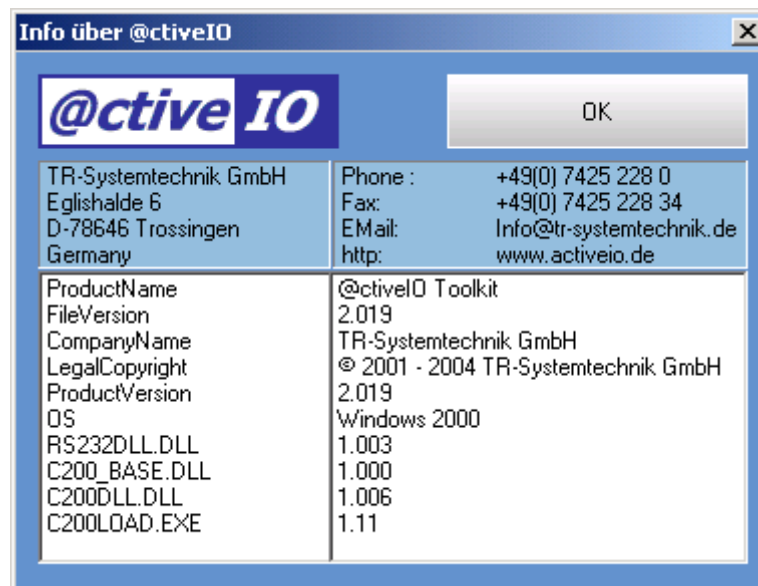 Info über @ctiveIO
@ctive IO
OK
TR-Systemtechnik GmbH
Eglishalde 6
D-78646 Trossingen
Germany
Phone : +49(0) 7425 228 0
Fax: +49(0) 7425 228 34
EMail: Info@tr-systemtechnik.de
http: www.activeio.de
ProductName @ctiveIO Toolkit
FileVersion 2.019
CompanyName TR-Systemtechnik GmbH
LegalCopyright © 2001 - 2004 TR-Systemtechnik GmbH
ProductVersion 2.019
OS Windows 2000
RS232DLL.DLL 1.003
C200_BASE.DLL 1.000
C200DLL.DLL 1.006
C200LOAD.EXE 1.11